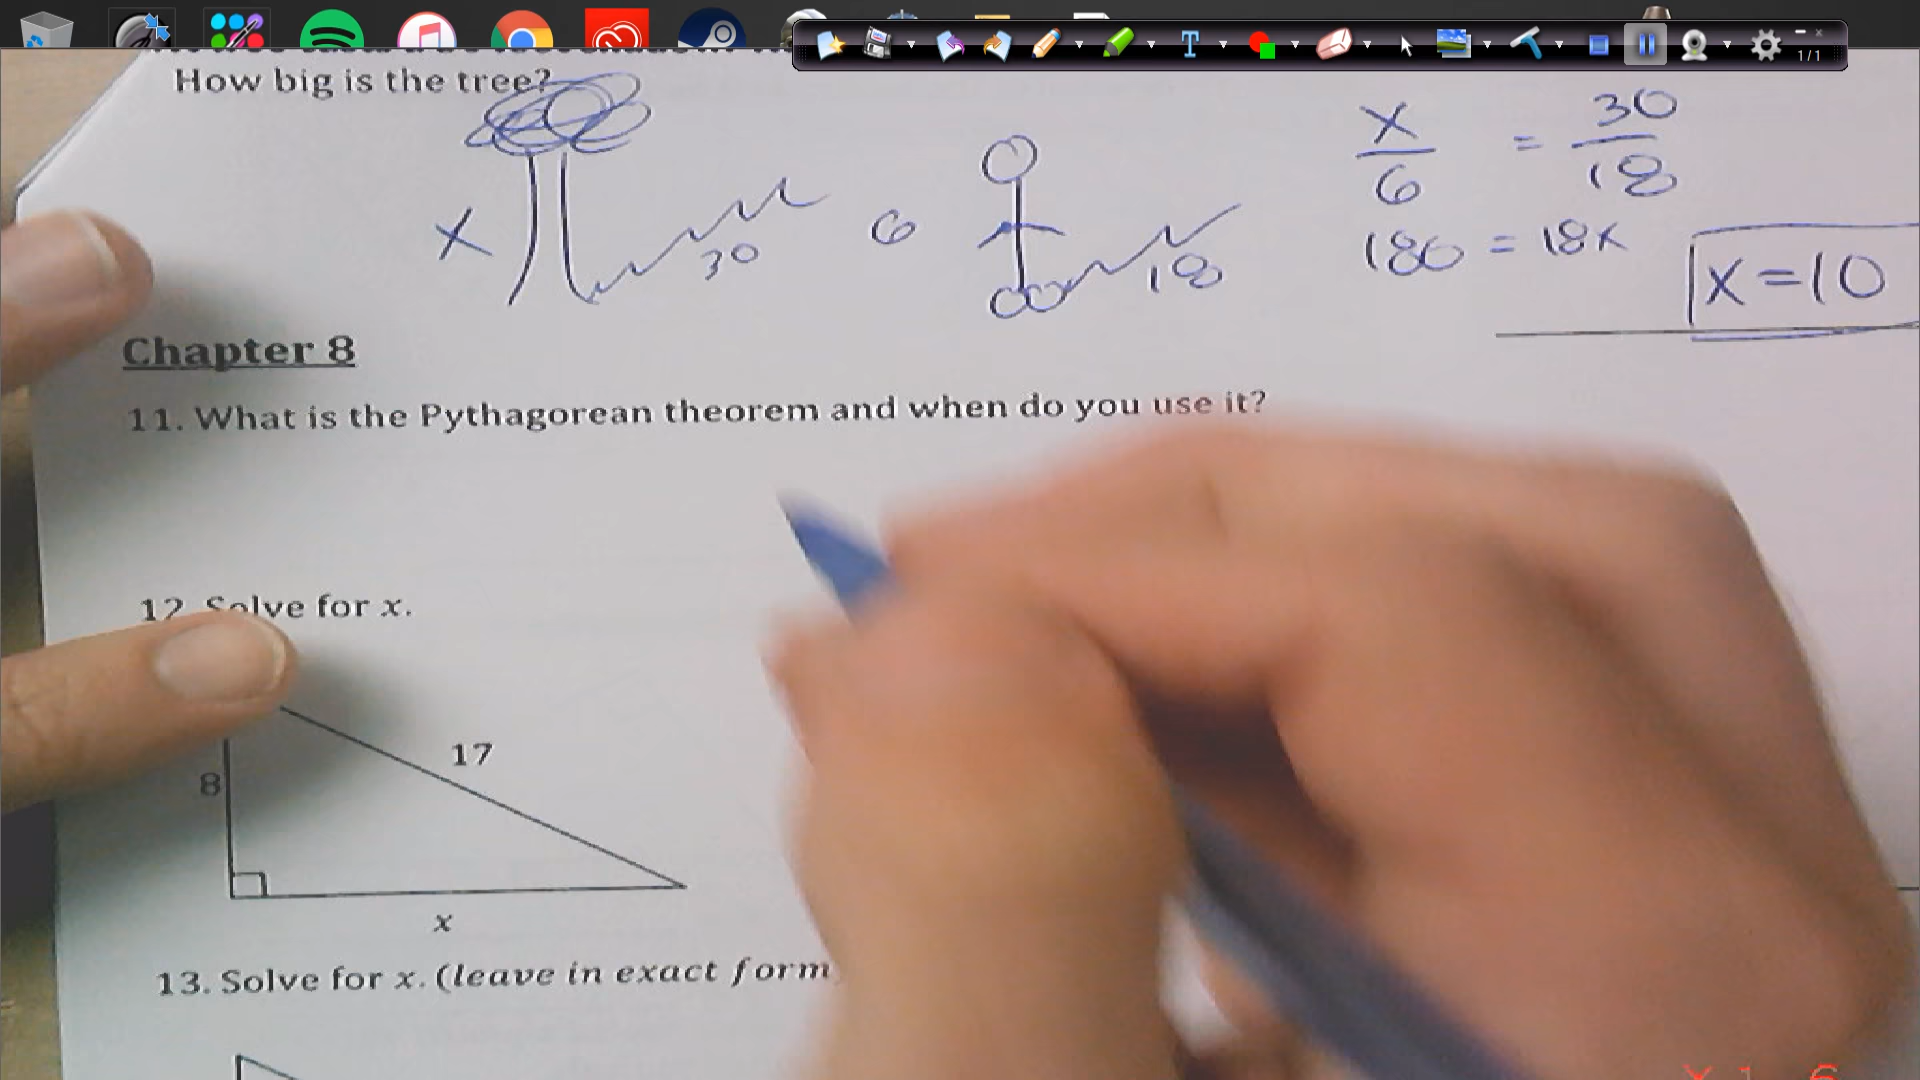 1/1
How big is the tree?
X
30
6
18
x/6 = 30/18
180 = 18x
x = 10
Chapter 8
11. What is the Pythagorean theorem and when do you use it?
12. Solve for x.
17
8
x
13. Solve for x. (leave in exact form